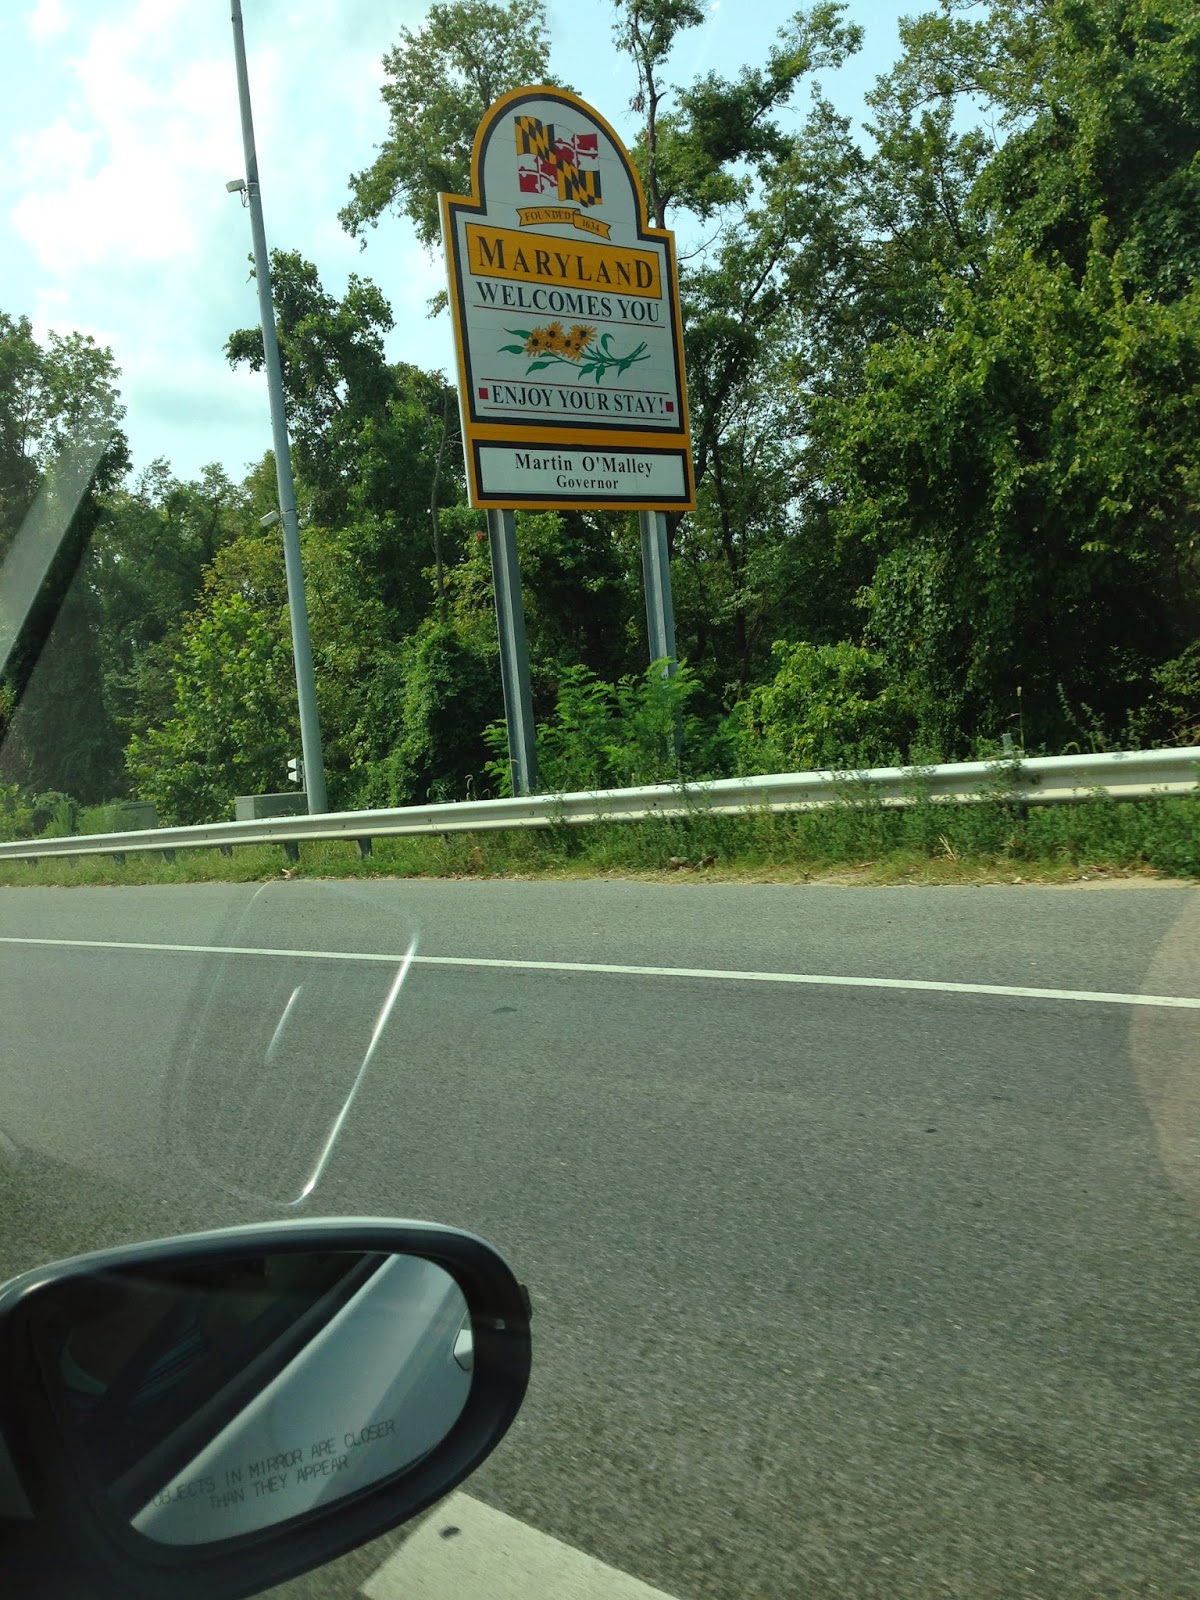 FOUNDED 1634
MARYLAND
WELCOMES YOU
ENJOY YOUR STAY!
Martin O'Malley
Governor
OBJECTS IN MIRROR ARE CLOSER
THAN THEY APPEAR